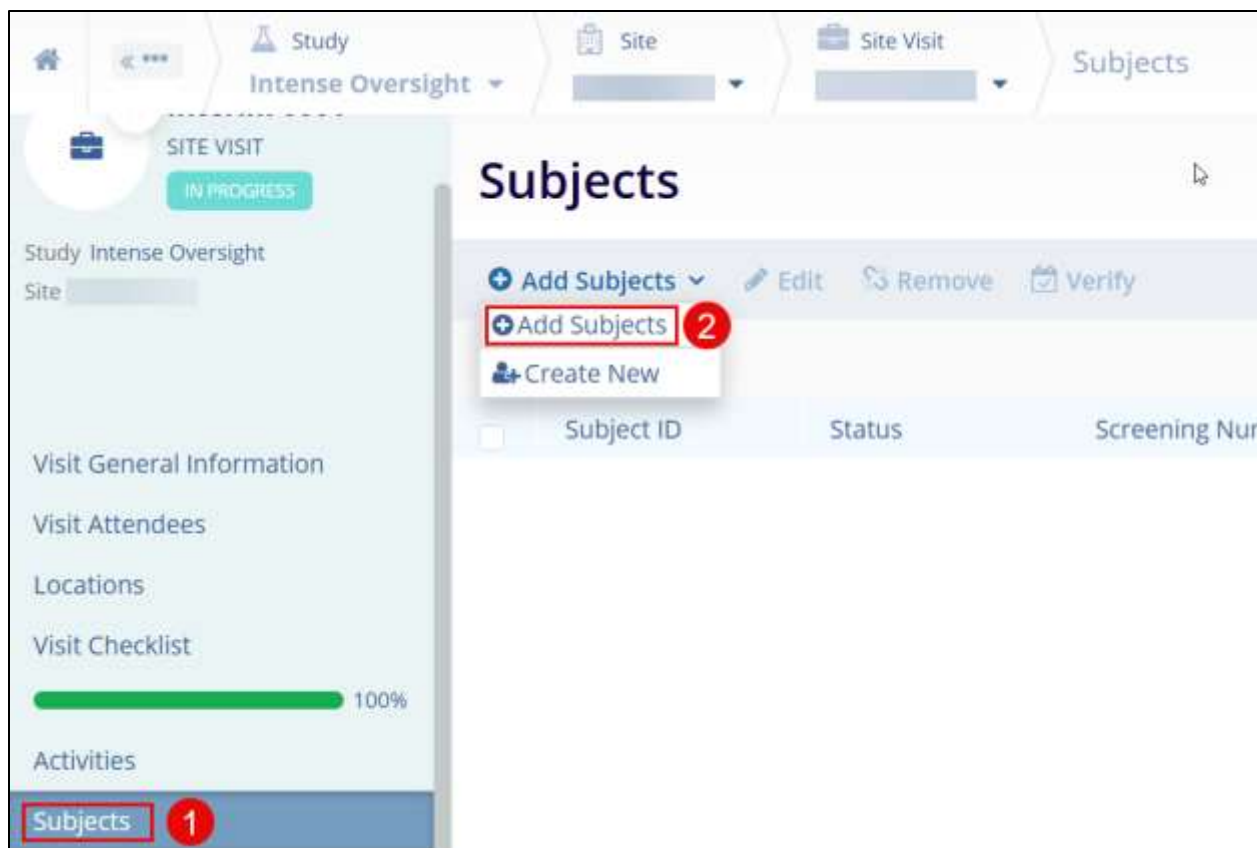 « ***
Study
Intense Oversight
Site
Site Visit
Subjects
SITE VISIT
IN PROGRESS
Study Intense Oversight
Site
Visit General Information
Visit Attendees
Locations
Visit Checklist
100%
Activities
Subjects 1
Subjects
Add Subjects Edit Remove Verify
Add Subjects 2
Create New
Subject ID Status Screening Nur